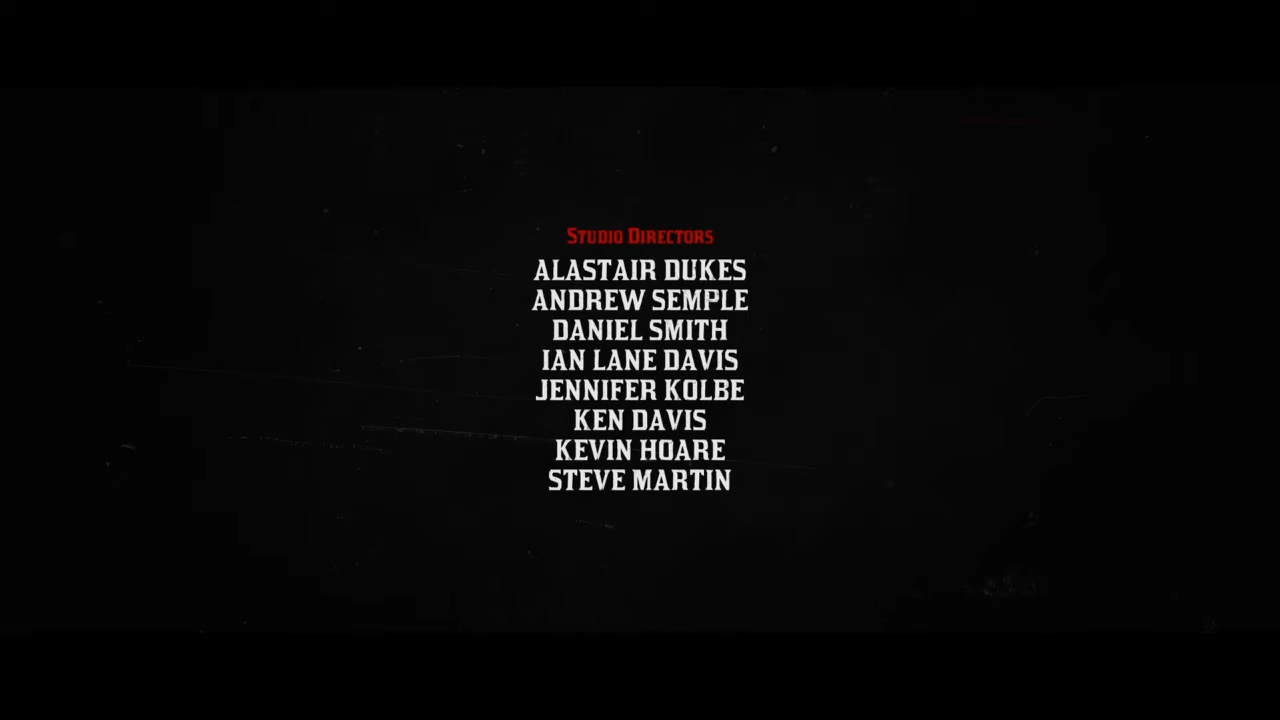 Studio Directors
ALASTAIR DUKES
ANDREW SEMPLE
DANIEL SMITH
IAN LANE DAVIS
JENNIFER KOLBE
KEN DAVIS
KEVIN HOARE
STEVE MARTIN